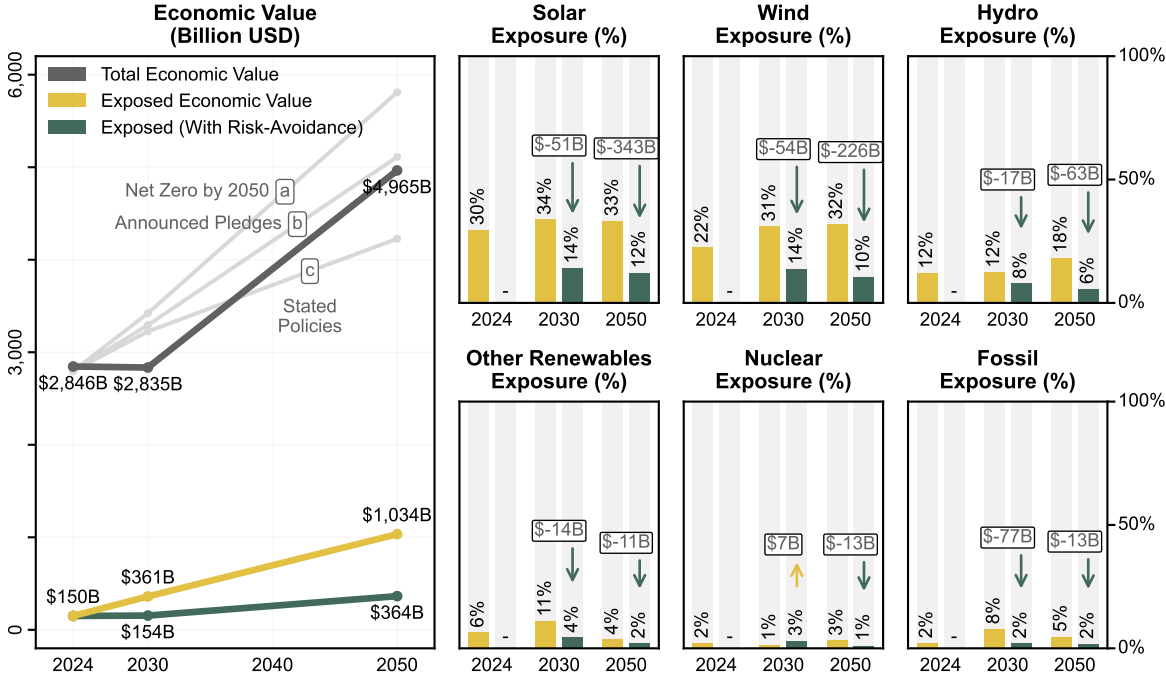 Economic Value
(Billion USD)
6,000
3,000
0
Total Economic Value
Exposed Economic Value
Exposed (With Risk-Avoidance)
Net Zero by 2050 a
Announced Pledges b
c
Stated
Policies
$4,965B
$2,846B $2,835B
$1,034B
$361B
$150B
$154B
$364B
2024 2030 2040 2050
Solar
Exposure (%)
$-51B $-343B
30% - 34% 14% 33% 12%
2024 2030 2050
Wind
Exposure (%)
$-54B $-226B
22% - 31% 14% 32% 10%
2024 2030 2050
Hydro
Exposure (%)
$-17B $-63B
12% - 12% 8% 18% 6%
2024 2030 2050
100%
50%
0%
Other Renewables
Exposure (%)
$-14B $-11B
6% - 11% 4% 4% 2%
2024 2030 2050
Nuclear
Exposure (%)
$7B $-13B
2% - 1% 3% 3% 1%
2024 2030 2050
Fossil
Exposure (%)
$-77B $-13B
2% - 8% 2% 5% 2%
2024 2030 2050
100%
50%
0%